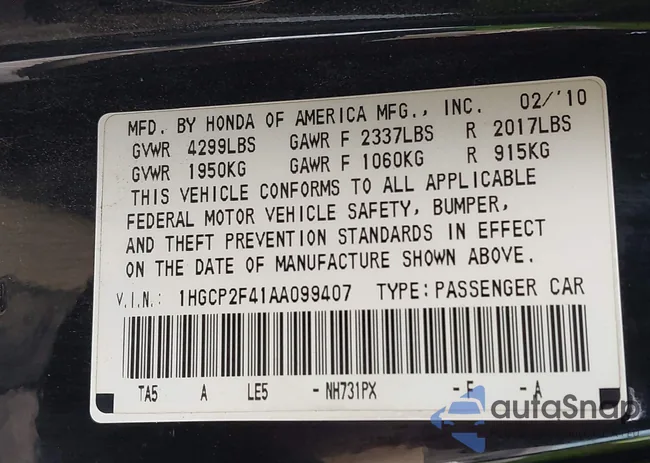 MFD. BY HONDA OF AMERICA MFG., INC. 02/'10
GVWR 4299LBS GAWR F 2337LBS R 2017LBS
GVWR 1950KG GAWR F 1060KG R 915KG
THIS VEHICLE CONFORMS TO ALL APPLICABLE
FEDERAL MOTOR VEHICLE SAFETY, BUMPER,
AND THEFT PREVENTION STANDARDS IN EFFECT
ON THE DATE OF MANUFACTURE SHOWN ABOVE.
V.I.N.: 1HGCP2F41AA099407 TYPE: PASSENGER CAR
TA5 A LE5 - NH731PX - E - A
autaSnap